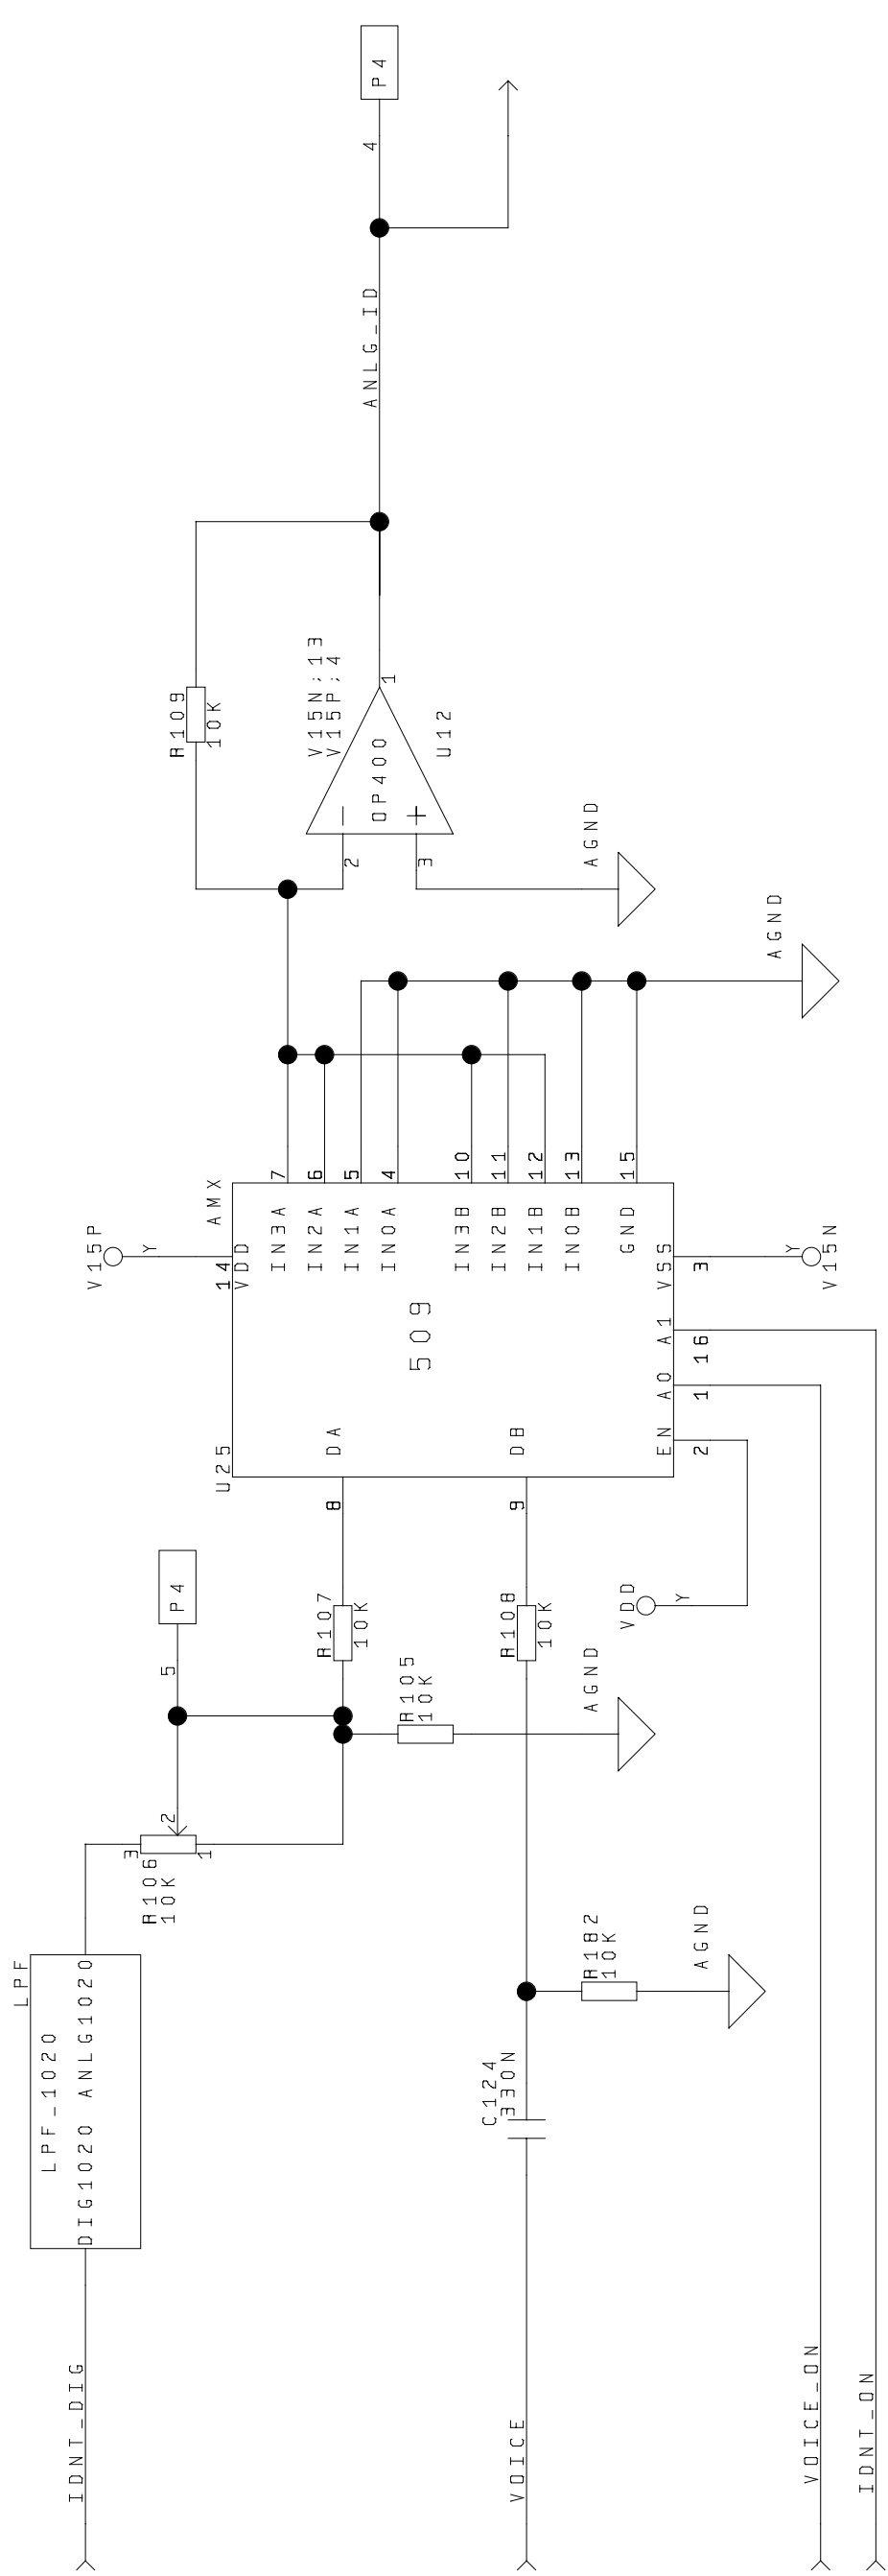 IDNT_DIG
LPF
LPF_1020
DIG1020 ANLG1020
3
2
1
R106
10K
5
P4
VOICE
C124
330N
R182
10K
AGND
R105
10K
AGND
R107
10K
R108
10K
VDD
Y
8
9
U25
DA
DB
509
AMX
V15P
Y
14
VDD
IN3A 7
IN2A 6
IN1A 5
IN0A 4
IN3B 10
IN2B 11
IN1B 12
IN0B 13
GND 15
EN A0 A1 VSS
2 1 16 3
Y
V15N
AGND
R109
10K
V15N;13
V15P;4
OP400
U12
2
3
1
AGND
ANLG_ID
4
P4
VOICE_ON
IDNT_ON